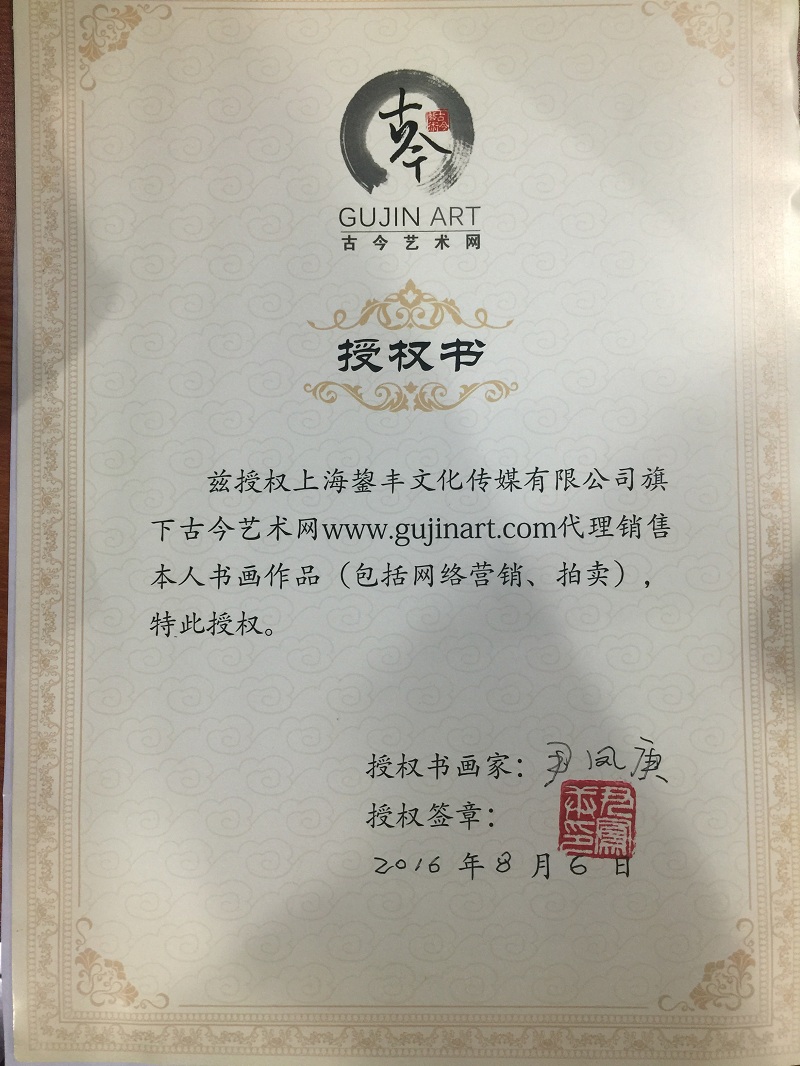 古今
古今艺术
GUJIN ART
古今艺术网
授权书
兹授权上海鋆丰文化传媒有限公司旗
下古今艺术网www.gujinart.com代理销售
本人书画作品（包括网络营销、拍卖），
特此授权。
授权书画家：尹凤庚
授权签章：
2016年8月6日